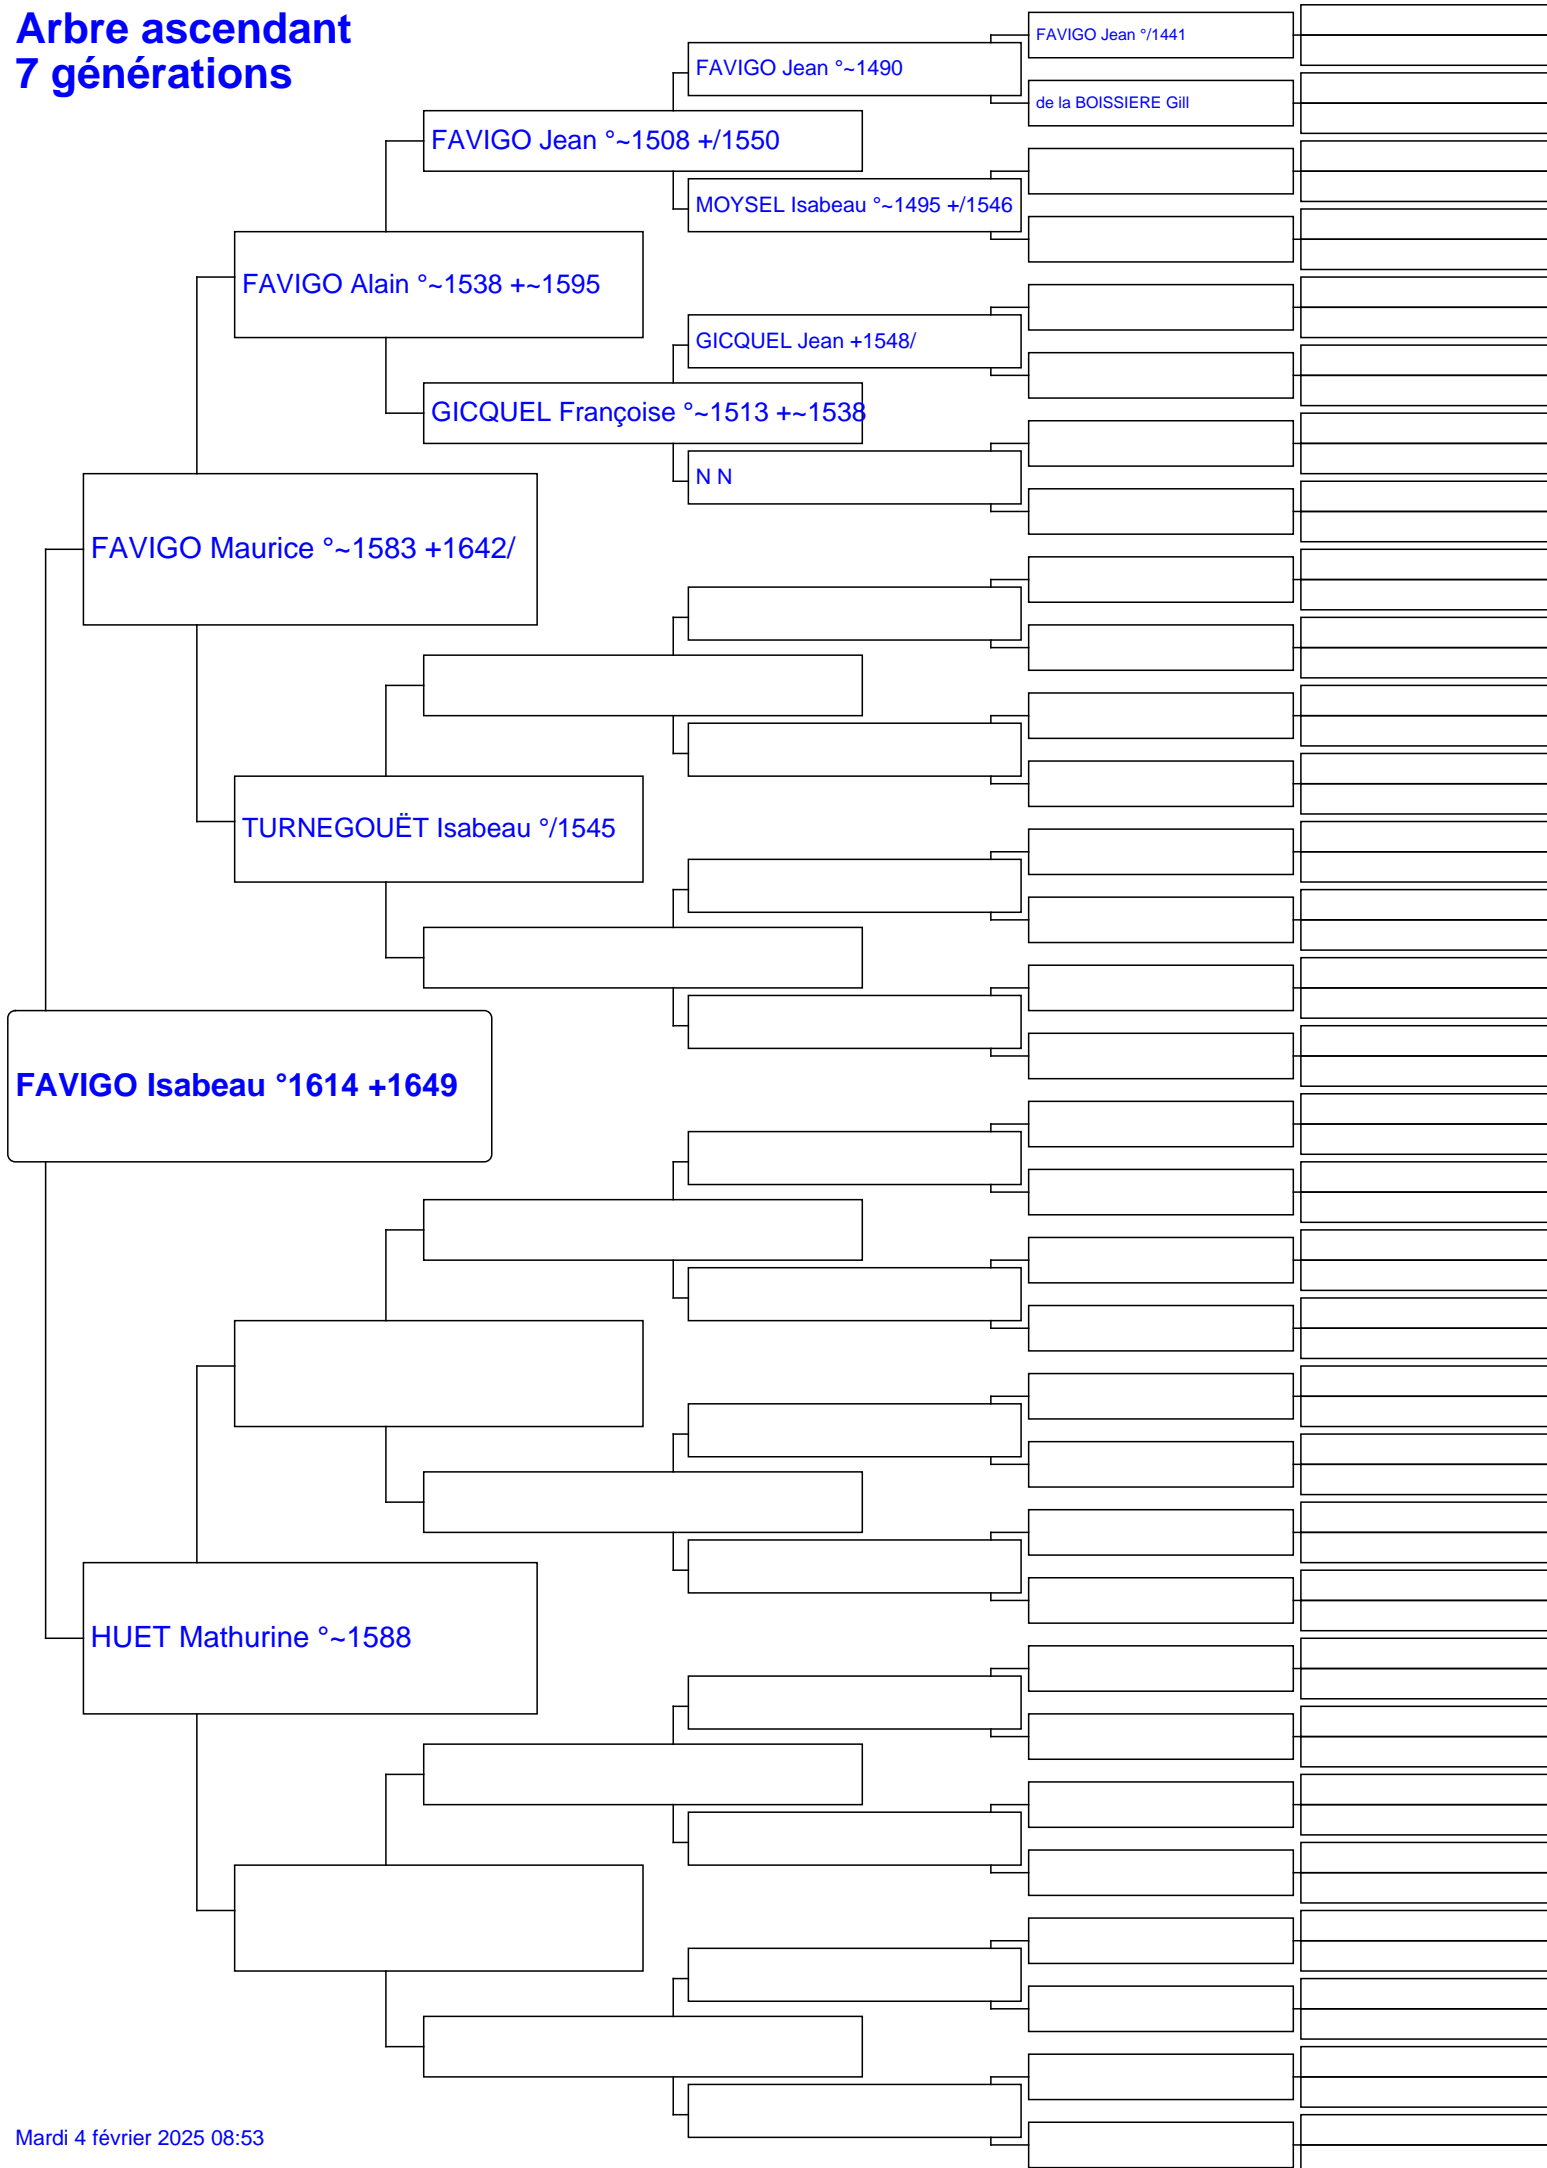 Arbre ascendant
7 générations
FAVIGO Jean °/1441
FAVIGO Jean °~1490
de la BOISSIERE Gill
FAVIGO Jean °~1508 +/1550
MOYSEL Isabeau °~1495 +/1546
FAVIGO Alain °~1538 +~1595
GICQUEL Jean +1548/
GICQUEL Françoise °~1513 +~1538
N N
FAVIGO Maurice °~1583 +1642/
TURNEGOUËT Isabeau °/1545
FAVIGO Isabeau °1614 +1649
HUET Mathurine °~1588
Mardi 4 février 2025 08:53